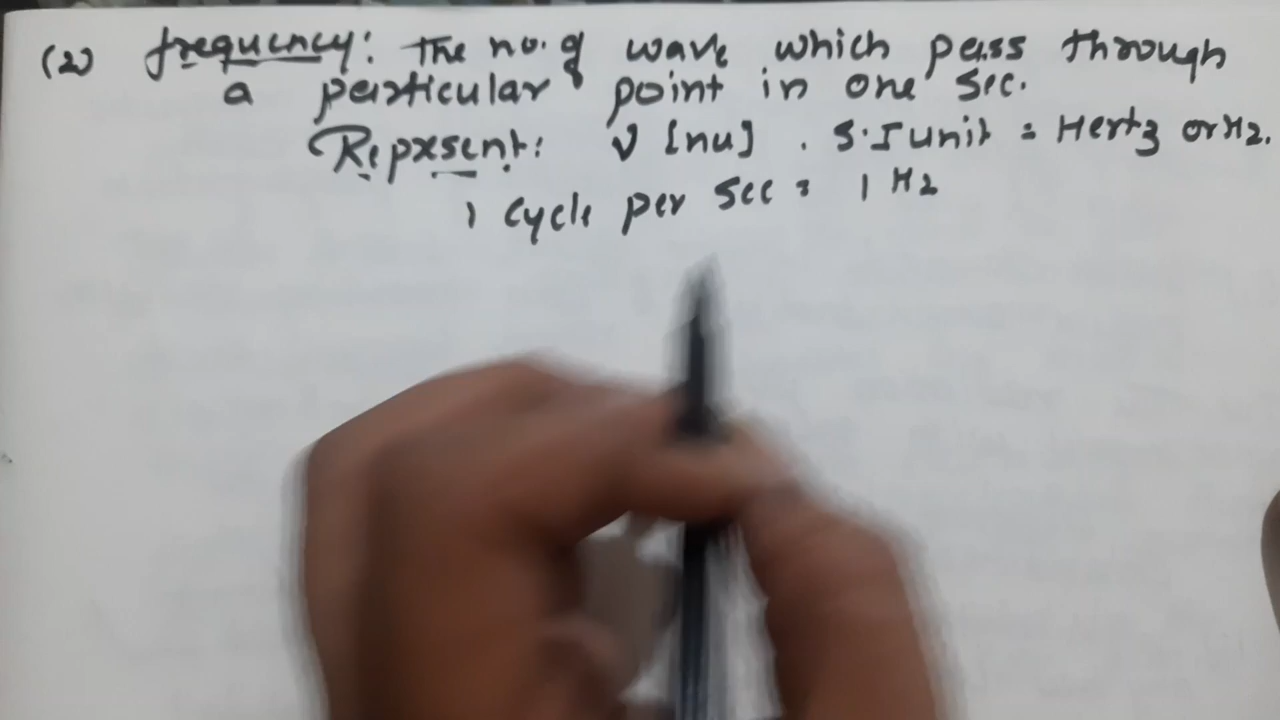 (2) frequency: The no. of wave which pass through
a particular point in one sec.
Represent: ν [nu] . S.I unit = Hertz or Hz.
1 cycle per sec = 1 Hz